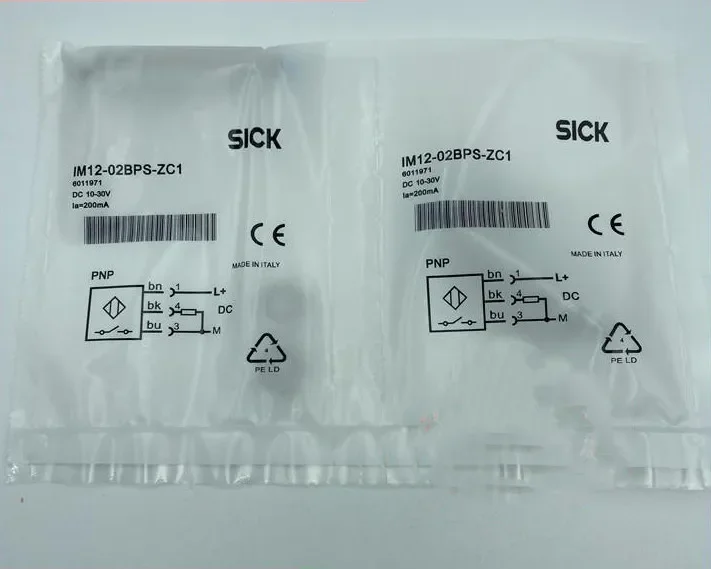 SICK
IM12-02BPS-ZC1
6011971
DC 10-30V
Ia=200mA
CE
MADE IN ITALY
PNP
bn 1 L+
bk 4 DC
bu 3 M
4
PE LD
SICK
IM12-02BPS-ZC1
6011971
DC 10-30V
Ia=200mA
CE
MADE IN ITALY
PNP
bn 1 L+
bk 4 DC
bu 3 M
4
PE LD